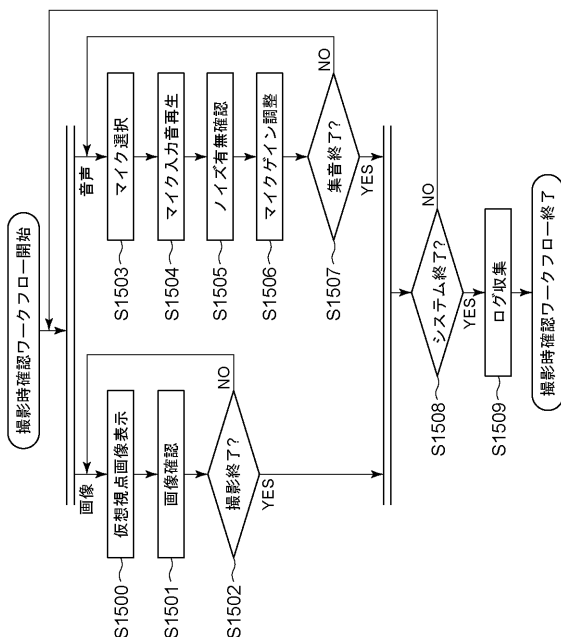 撮影時確認ワークフロー開始
画像
S1500
仮想視点画像表示
S1501
画像確認
S1502
撮影終了?
NO
YES
音声
S1503
マイク選択
S1504
マイク入力音再生
S1505
ノイズ有無確認
S1506
マイクゲイン調整
S1507
集音終了?
NO
YES
S1508
システム終了?
NO
YES
S1509
ログ収集
撮影時確認ワークフロー終了